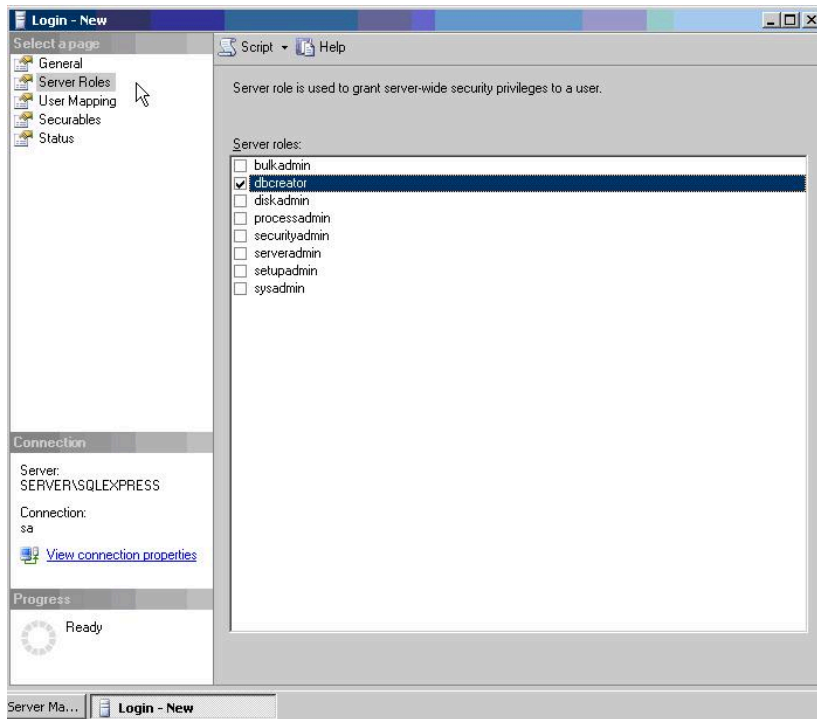 Login - New
Select a page
General
Server Roles
User Mapping
Securables
Status
Script Help
Server role is used to grant server-wide security privileges to a user.
Server roles:
bulkadmin
dbcreator
diskadmin
processadmin
securityadmin
serveradmin
setupadmin
sysadmin
Connection
Server:
SERVER\SQLEXPRESS
Connection:
sa
View connection properties
Progress
Ready
Server Ma... Login - New